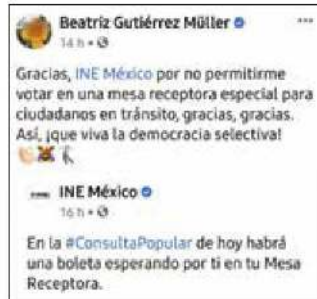 Beatriz Gutiérrez Müller
14 h
Gracias, INE México por no permitirme
votar en una mesa receptora especial para
ciudadanos en tránsito, gracias, gracias.
Así, ¡que viva la democracia selectiva!
INE México
16 h
En la #ConsultaPopular de hoy habrá
una boleta esperando por ti en tu Mesa
Receptora.